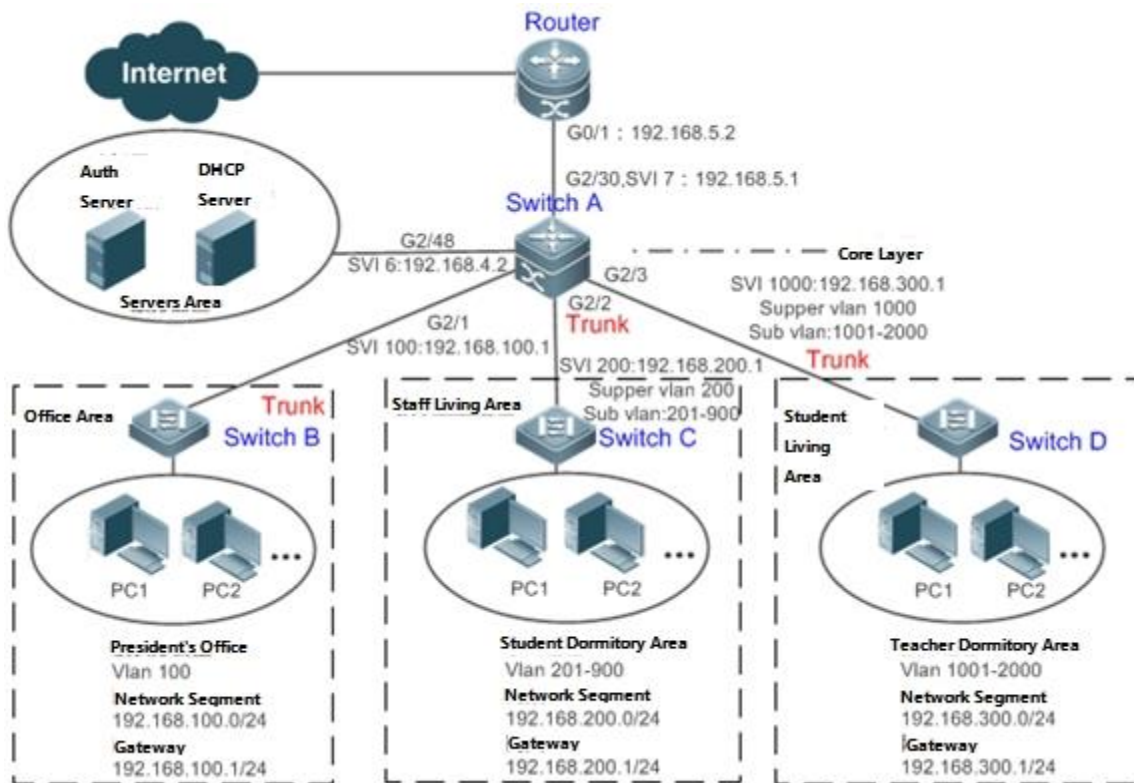 Router
Internet
G0/1 : 192.168.5.2
G2/30,SVI 7 : 192.168.5.1
Switch A
Auth
Server
DHCP
Server
Servers Area
G2/48
SVI 6:192.168.4.2
Core Layer
G2/3
SVI 1000:192.168.300.1
Supper vlan 1000
Sub vlan:1001-2000
Trunk
G2/2
Trunk
G2/1
SVI 100:192.168.100.1
SVI 200:192.168.200.1
Supper vlan 200
Sub vlan:201-900
Office Area
Trunk
Switch B
PC1
PC2
...
President's Office
Vlan 100
Network Segment
192.168.100.0/24
Gateway
192.168.100.1/24
Staff Living Area
Switch C
PC1
PC2
...
Student Dormitory Area
Vlan 201-900
Network Segment
192.168.200.0/24
Gateway
192.168.200.1/24
Student
Living
Area
Switch D
PC1
PC2
...
Teacher Dormitory Area
Vlan 1001-2000
Network Segment
192.168.300.0/24
Gateway
192.168.300.1/24